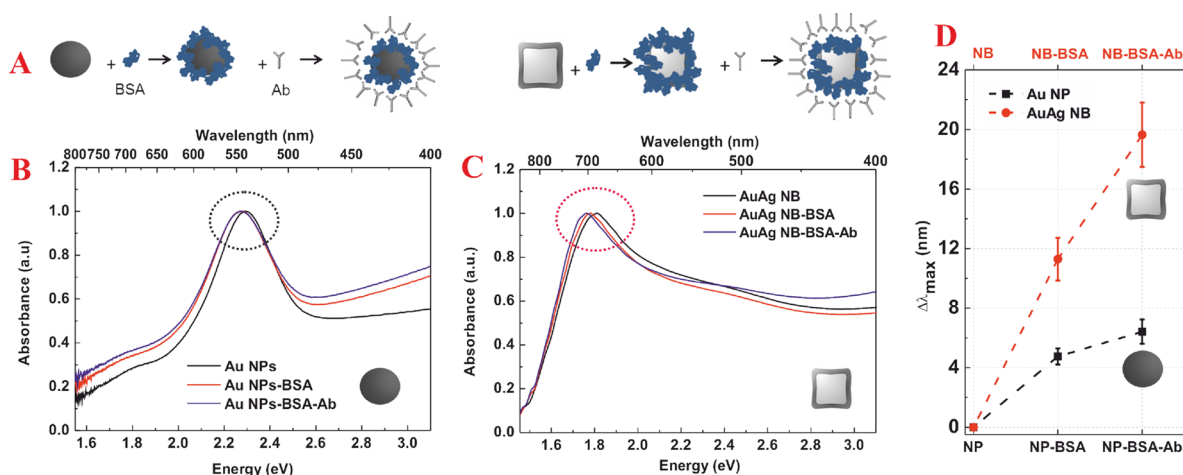 A
+
BSA
+
Ab
+
+
B
Wavelength (nm)
800 750 700 650 600 550 500 450 400
Absorbance (a.u)
1.2
1.0
0.8
0.6
0.4
0.2
0.0
Au NPs
Au NPs-BSA
Au NPs-BSA-Ab
1.6 1.8 2.0 2.2 2.4 2.6 2.8 3.0
Energy (eV)
C
Wavelength (nm)
800 700 600 500 400
Absorbance (a.u.)
1.2
1.0
0.8
0.6
0.4
0.2
0.0
AuAg NB
AuAg NB-BSA
AuAg NB-BSA-Ab
1.6 1.8 2.0 2.2 2.4 2.6 2.8 3.0
Energy (eV)
D
NB NB-BSA NB-BSA-Ab
Δλmax (nm)
24
20
16
12
8
4
0
Au NP
AuAg NB
NP NP-BSA NP-BSA-Ab